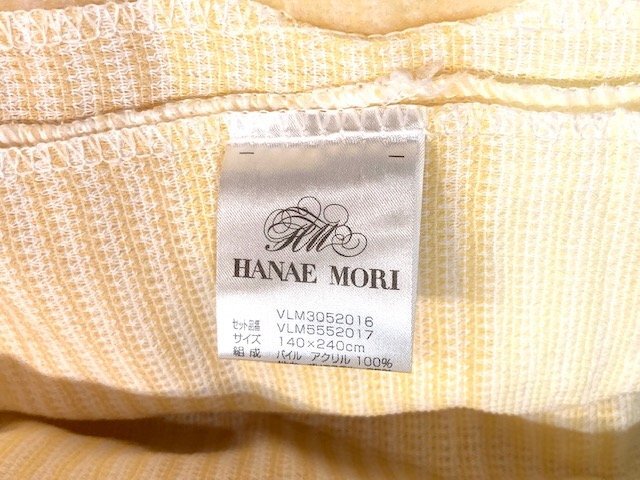 HM
HANAE MORI
VLM3052016
セット品番 VLM5552017
サイズ 140×240cm
組成 パイル アクリル 100%